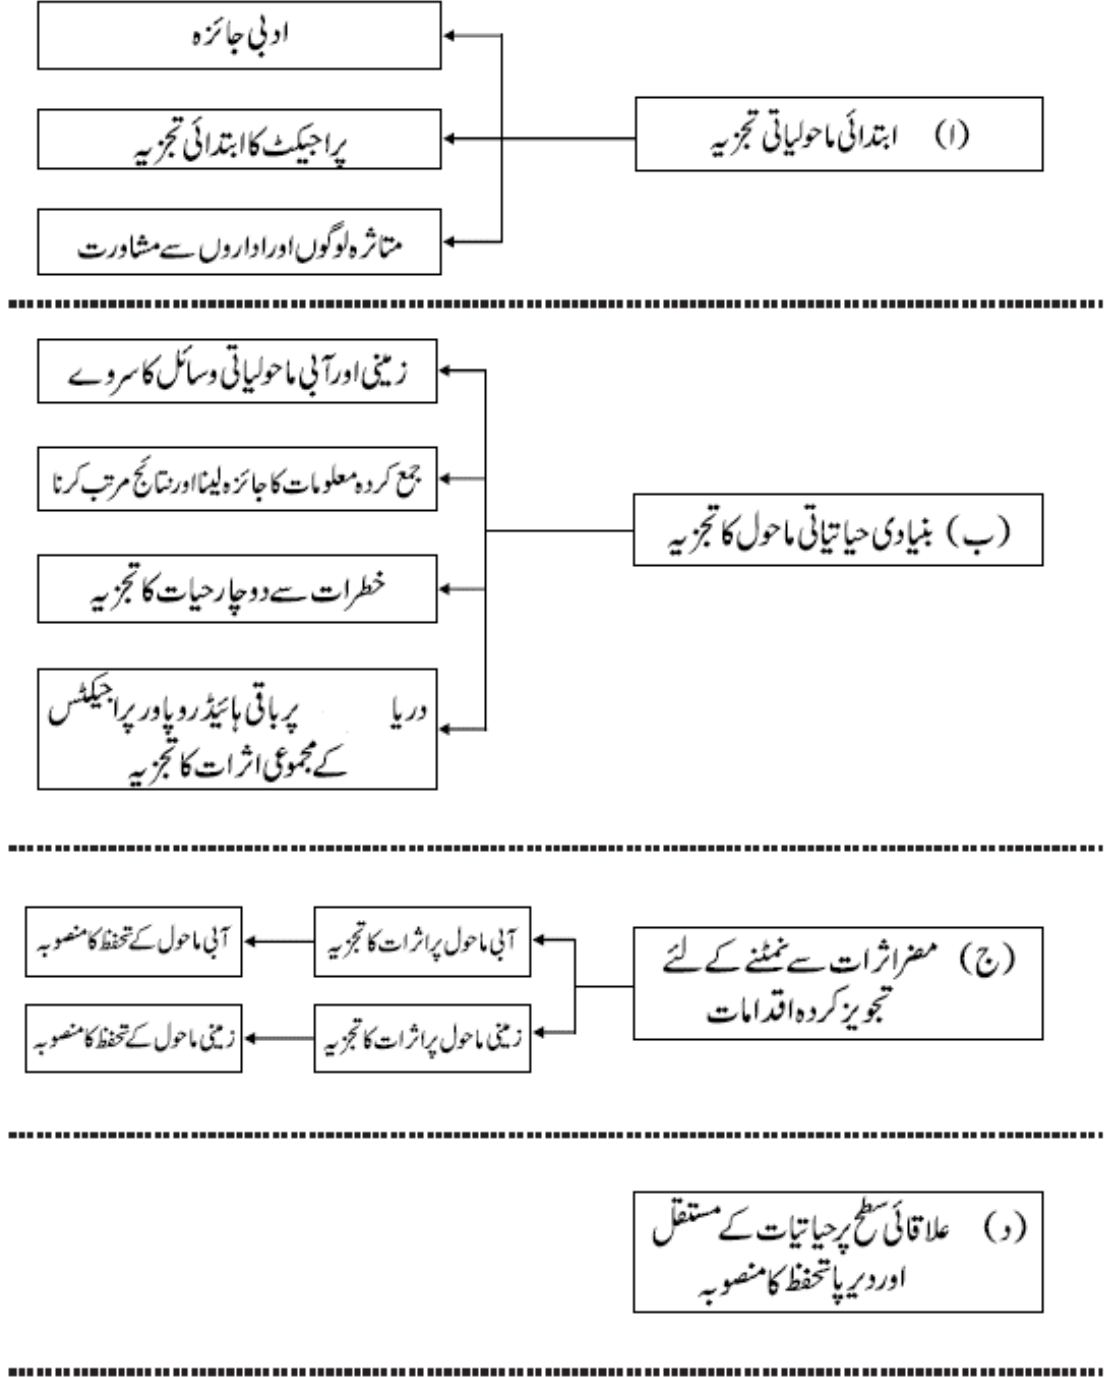 (ا) ابتدائی ماحولیاتی تجزیہ
ادبی جائزہ
پراجیکٹ کا ابتدائی تجزیہ
متاثرہ لوگوں اور اداروں سے مشاورت
(ب) بنیادی حیاتیاتی ماحول کا تجزیہ
زمینی اور آبی ماحولیاتی وسائل کا سروے
جمع کردہ معلومات کا جائزہ لینا اور نتائج مرتب کرنا
خطرات سے دوچار حیات کا تجزیہ
دریا پر باقی ہائیڈرو پاور پراجیکٹس
کے مجموعی اثرات کا تجزیہ
(ج) مضر اثرات سے نمٹنے کے لئے
تجویز کردہ اقدامات
آبی ماحول پر اثرات کا تجزیہ
آبی ماحول کے تحفظ کا منصوبہ
زمینی ماحول پر اثرات کا تجزیہ
زمینی ماحول کے تحفظ کا منصوبہ
(د) علاقائی سطح پر حیاتیات کے مستقل
اور دیرپا تحفظ کا منصوبہ